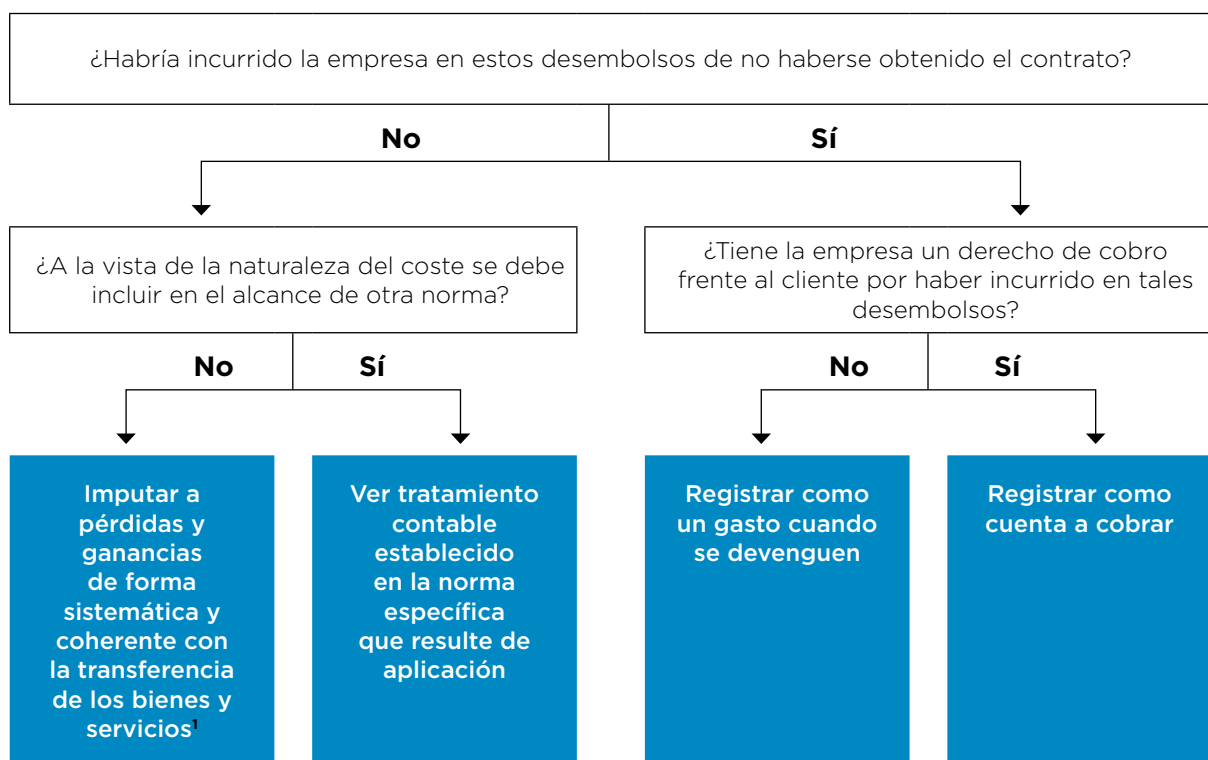 ¿Habría incurrido la empresa en estos desembolsos de no haberse obtenido el contrato?
No
Sí
¿A la vista de la naturaleza del coste se debe
incluir en el alcance de otra norma?
¿Tiene la empresa un derecho de cobro
frente al cliente por haber incurrido en tales
desembolsos?
No
Sí
No
Sí
Imputar a
pérdidas y
ganancias
de forma
sistemática y
coherente con
la transferencia
de los bienes y
servicios¹
Ver tratamiento
contable
establecido
en la norma
específica
que resulte de
aplicación
Registrar como
un gasto cuando
se devenguen
Registrar como
cuenta a cobrar